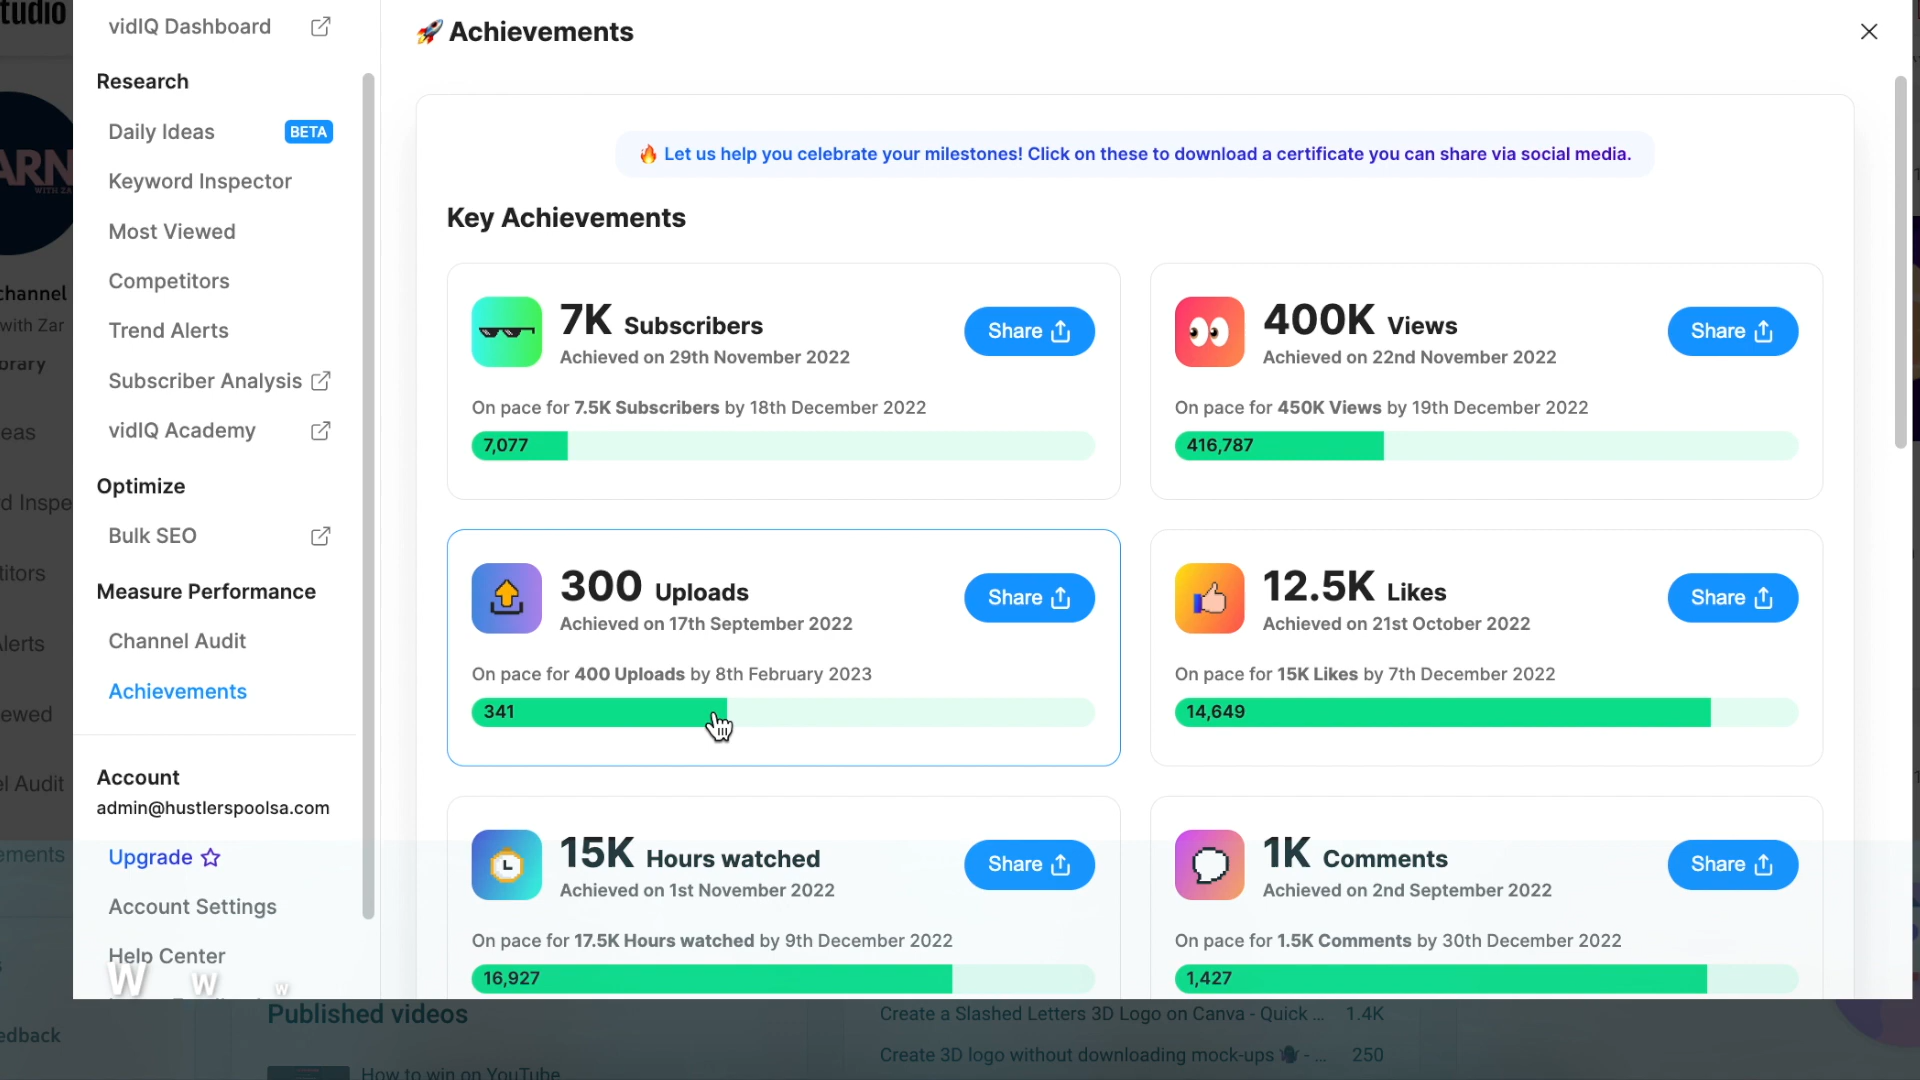 tudio
vidIQ Dashboard
Research
Daily Ideas
BETA
Keyword Inspector
Most Viewed
Competitors
Trend Alerts
Subscriber Analysis
vidIQ Academy
Optimize
Bulk SEO
Measure Performance
Channel Audit
Achievements
Account
admin@hustlerspoolsa.com
Upgrade
Account Settings
Help Center
W W W
ARN
WITH ZA
channel
with Zar
orary
eas
d Inspe
titors
lerts
ewed
el Audit
ements
edback
🚀 Achievements
🔥 Let us help you celebrate your milestones! Click on these to download a certificate you can share via social media.
Key Achievements
7K Subscribers
Achieved on 29th November 2022
Share
On pace for 7.5K Subscribers by 18th December 2022
7,077
400K Views
Achieved on 22nd November 2022
Share
On pace for 450K Views by 19th December 2022
416,787
300 Uploads
Achieved on 17th September 2022
Share
On pace for 400 Uploads by 8th February 2023
341
12.5K Likes
Achieved on 21st October 2022
Share
On pace for 15K Likes by 7th December 2022
14,649
15K Hours watched
Achieved on 1st November 2022
Share
On pace for 17.5K Hours watched by 9th December 2022
16,927
1K Comments
Achieved on 2nd September 2022
Share
On pace for 1.5K Comments by 30th December 2022
1,427
Published videos
How to win on YouTube
Create a Slashed Letters 3D Logo on Canva - Quick ... 1.4K
Create 3D logo without downloading mock-ups - ... 250